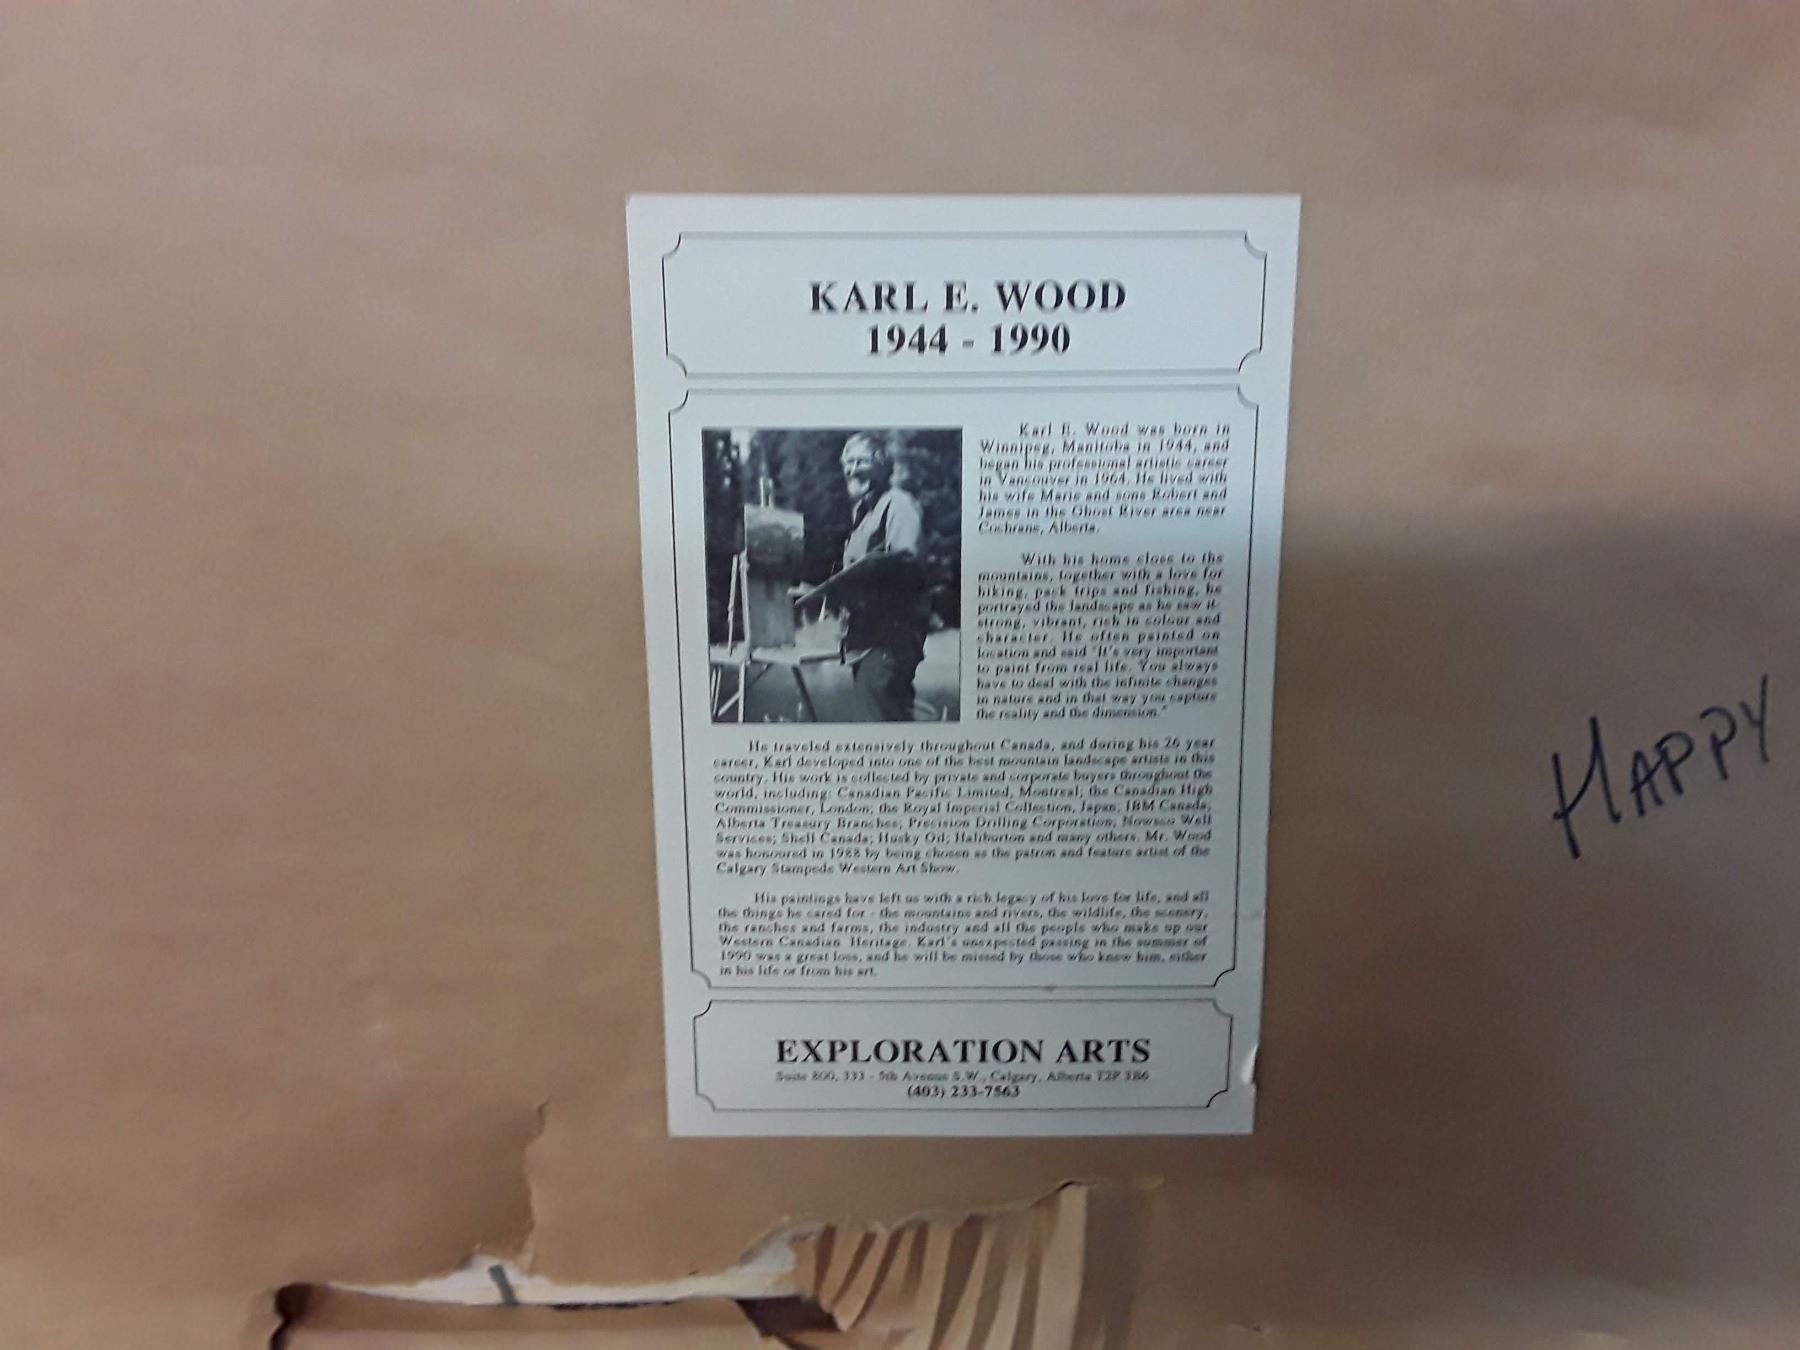 KARL E. WOOD
1944 - 1990
Karl E. Wood was born in
Winnipeg, Manitoba in 1944, and
began his professional artistic career
in Vancouver in 1964. He lived with
his wife Marie and sons Robert and
James in the Ghost River area near
Cochrane, Alberta.
With his home close to the
mountains, together with a love for
hiking, pack trips and fishing, he
portrayed the landscape as he saw it-
strong, vibrant, rich in colour and
character. He often painted on
location and said "It's very important
to paint from real life. You always
have to deal with the infinite changes
in nature and in that way you capture
the reality and the dimension."
He traveled extensively throughout Canada, and during his 26 year
career, Karl developed into one of the best mountain landscape artists in this
country. His work is collected by private and corporate buyers throughout the
world, including: Canadian Pacific Limited, Montreal; the Canadian High
Commissioner, London; the Royal Imperial Collection, Japan; IBM Canada;
Alberta Treasury Branches; Precision Drilling Corporation; Nowsco Well
Services; Shell Canada; Husky Oil; Haliburton and many others. Mr. Wood
was honoured in 1988 by being chosen as the patron and feature artist of the
Calgary Stampede Western Art Show.
His paintings have left us with a rich legacy of his love for life, and all
the things he cared for - the mountains and rivers, the wildlife, the scenery,
the ranches and farms, the industry and all the people who make up our
Western Canadian Heritage. Karl's unexpected passing in the summer of
1990 was a great loss, and he will be missed by those who knew him, either
in his life or from his art.
EXPLORATION ARTS
Suite 800, 333 - 5th Avenue S.W., Calgary, Alberta T2P 3B6
(403) 233-7563
HAPPY